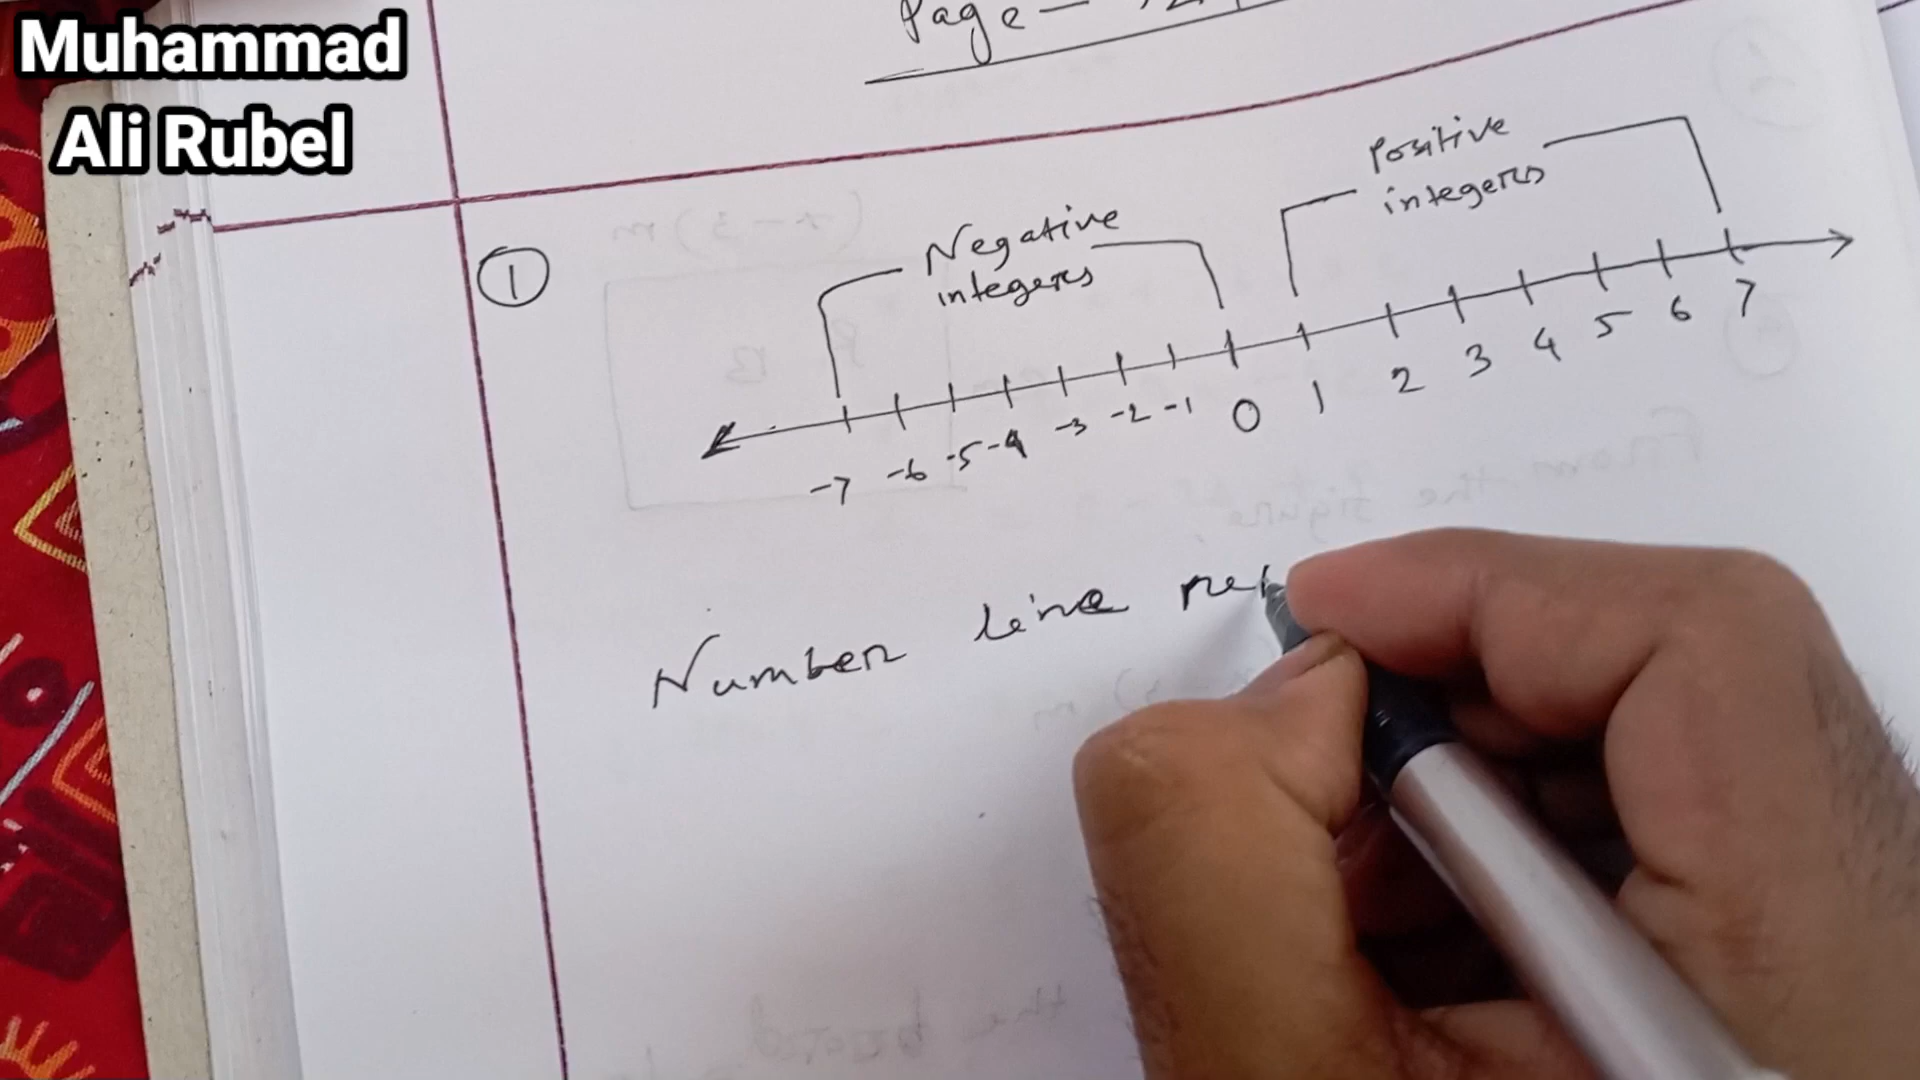 Muhammad
Ali Rubel
Page -
1
Negative
integers
Positive
integers
-7 -6 -5 -4 -3 -2 -1 0 1 2 3 4 5 6 7
Number line